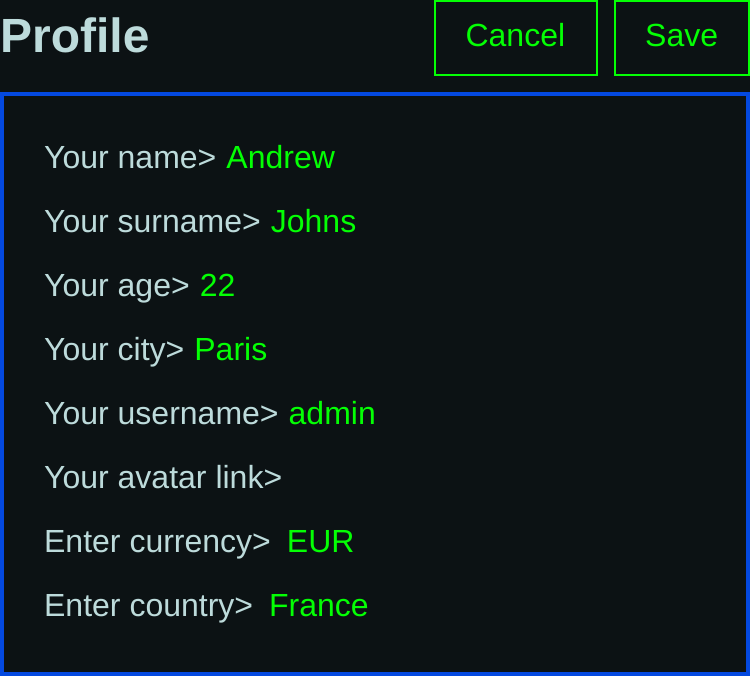 Profile Cancel Save
Your name> Andrew
Your surname> Johns
Your age> 22
Your city> Paris
Your username> admin
Your avatar link>
Enter currency> EUR
Enter country> France